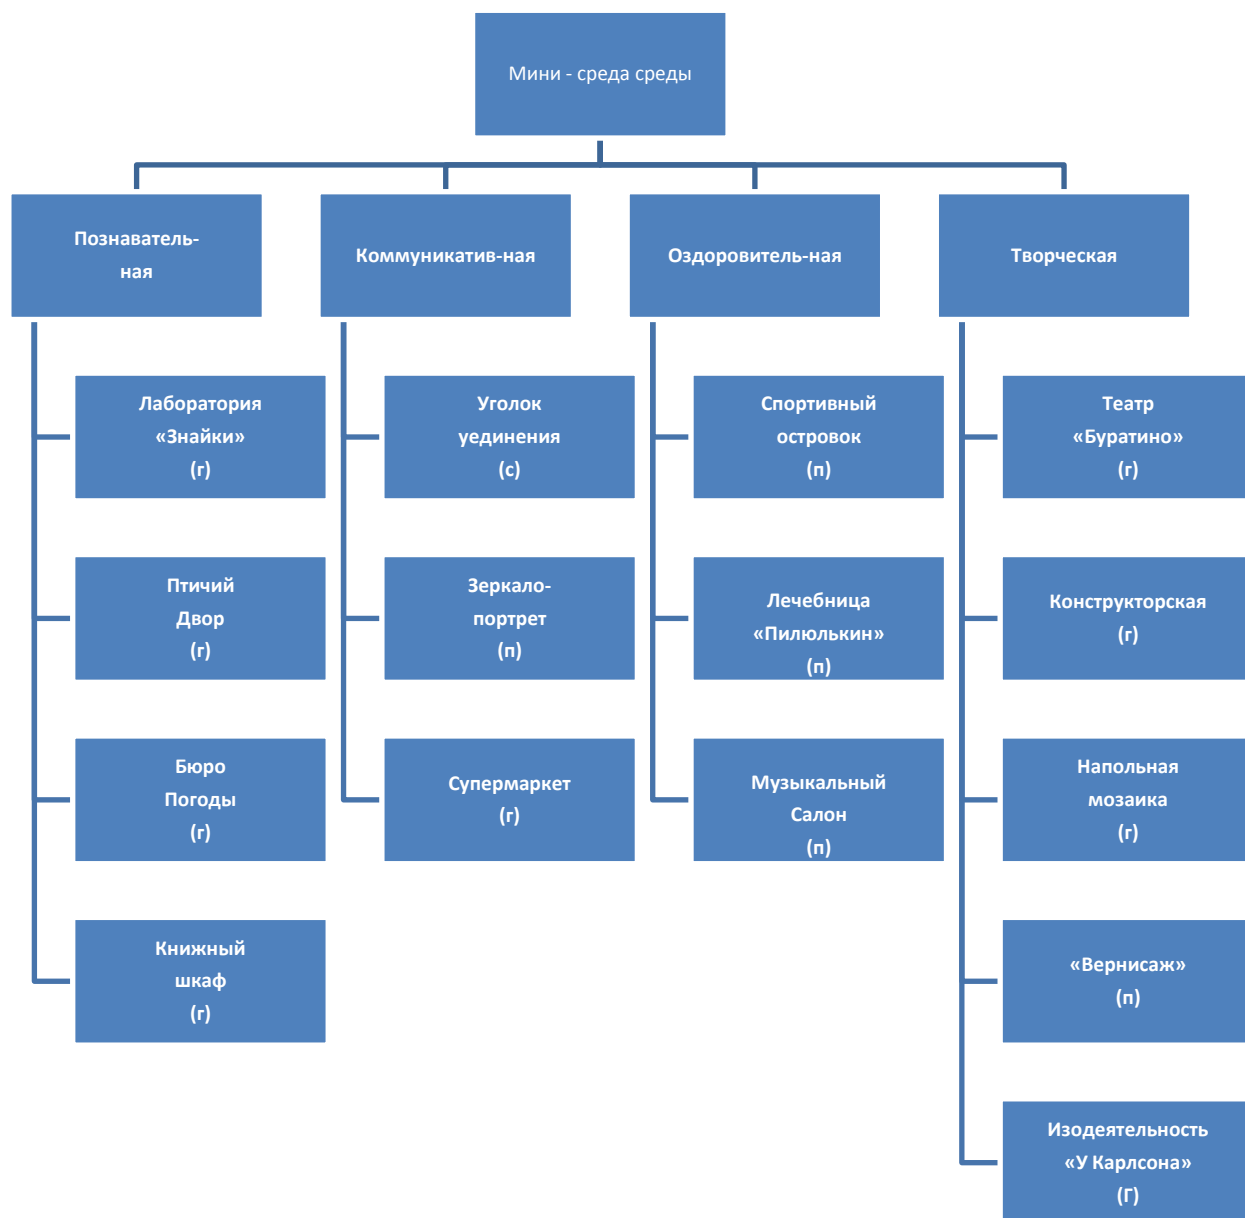 Мини - среда среды
Познаватель-
ная
Коммуникатив-ная
Оздоровитель-ная
Творческая
Лаборатория
«Знайки»
(г)
Птичий
Двор
(г)
Бюро
Погоды
(г)
Книжный
шкаф
(г)
Уголок
уединения
(с)
Зеркало-
портрет
(п)
Супермаркет
(г)
Спортивный
островок
(п)
Лечебница
«Пилюлькин»
(п)
Музыкальный
Салон
(п)
Театр
«Буратино»
(г)
Конструкторская
(г)
Напольная
мозаика
(г)
«Вернисаж»
(п)
Изодеятельность
«У Карлсона»
(Г)